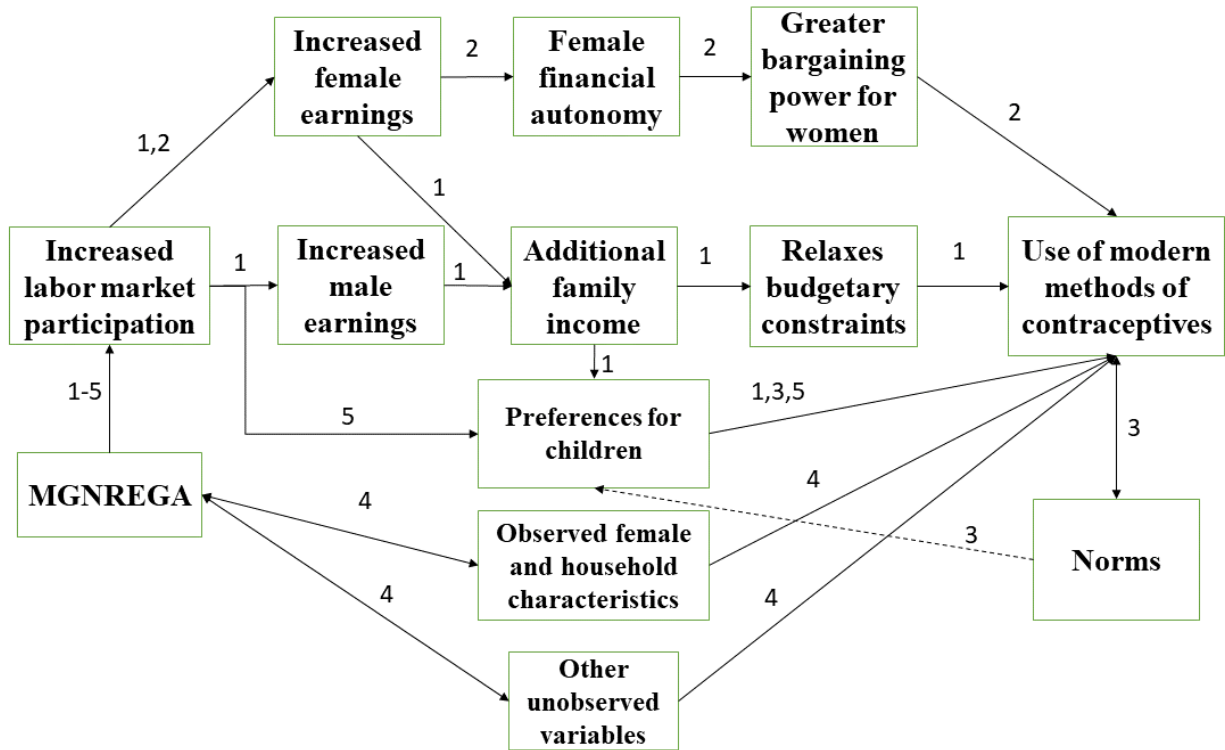 Increased
female
earnings
2
Female
financial
autonomy
2
Greater
bargaining
power for
women
2
1,2
1
Increased
labor market
participation
1
Increased
male
earnings
1
Additional
family
income
1
Relaxes
budgetary
constraints
1
Use of modern
methods of
contraceptives
1
1-5
5
Preferences for
children
1,3,5
3
MGNREGA
4
Observed female
and household
characteristics
4
3
Norms
4
4
Other
unobserved
variables